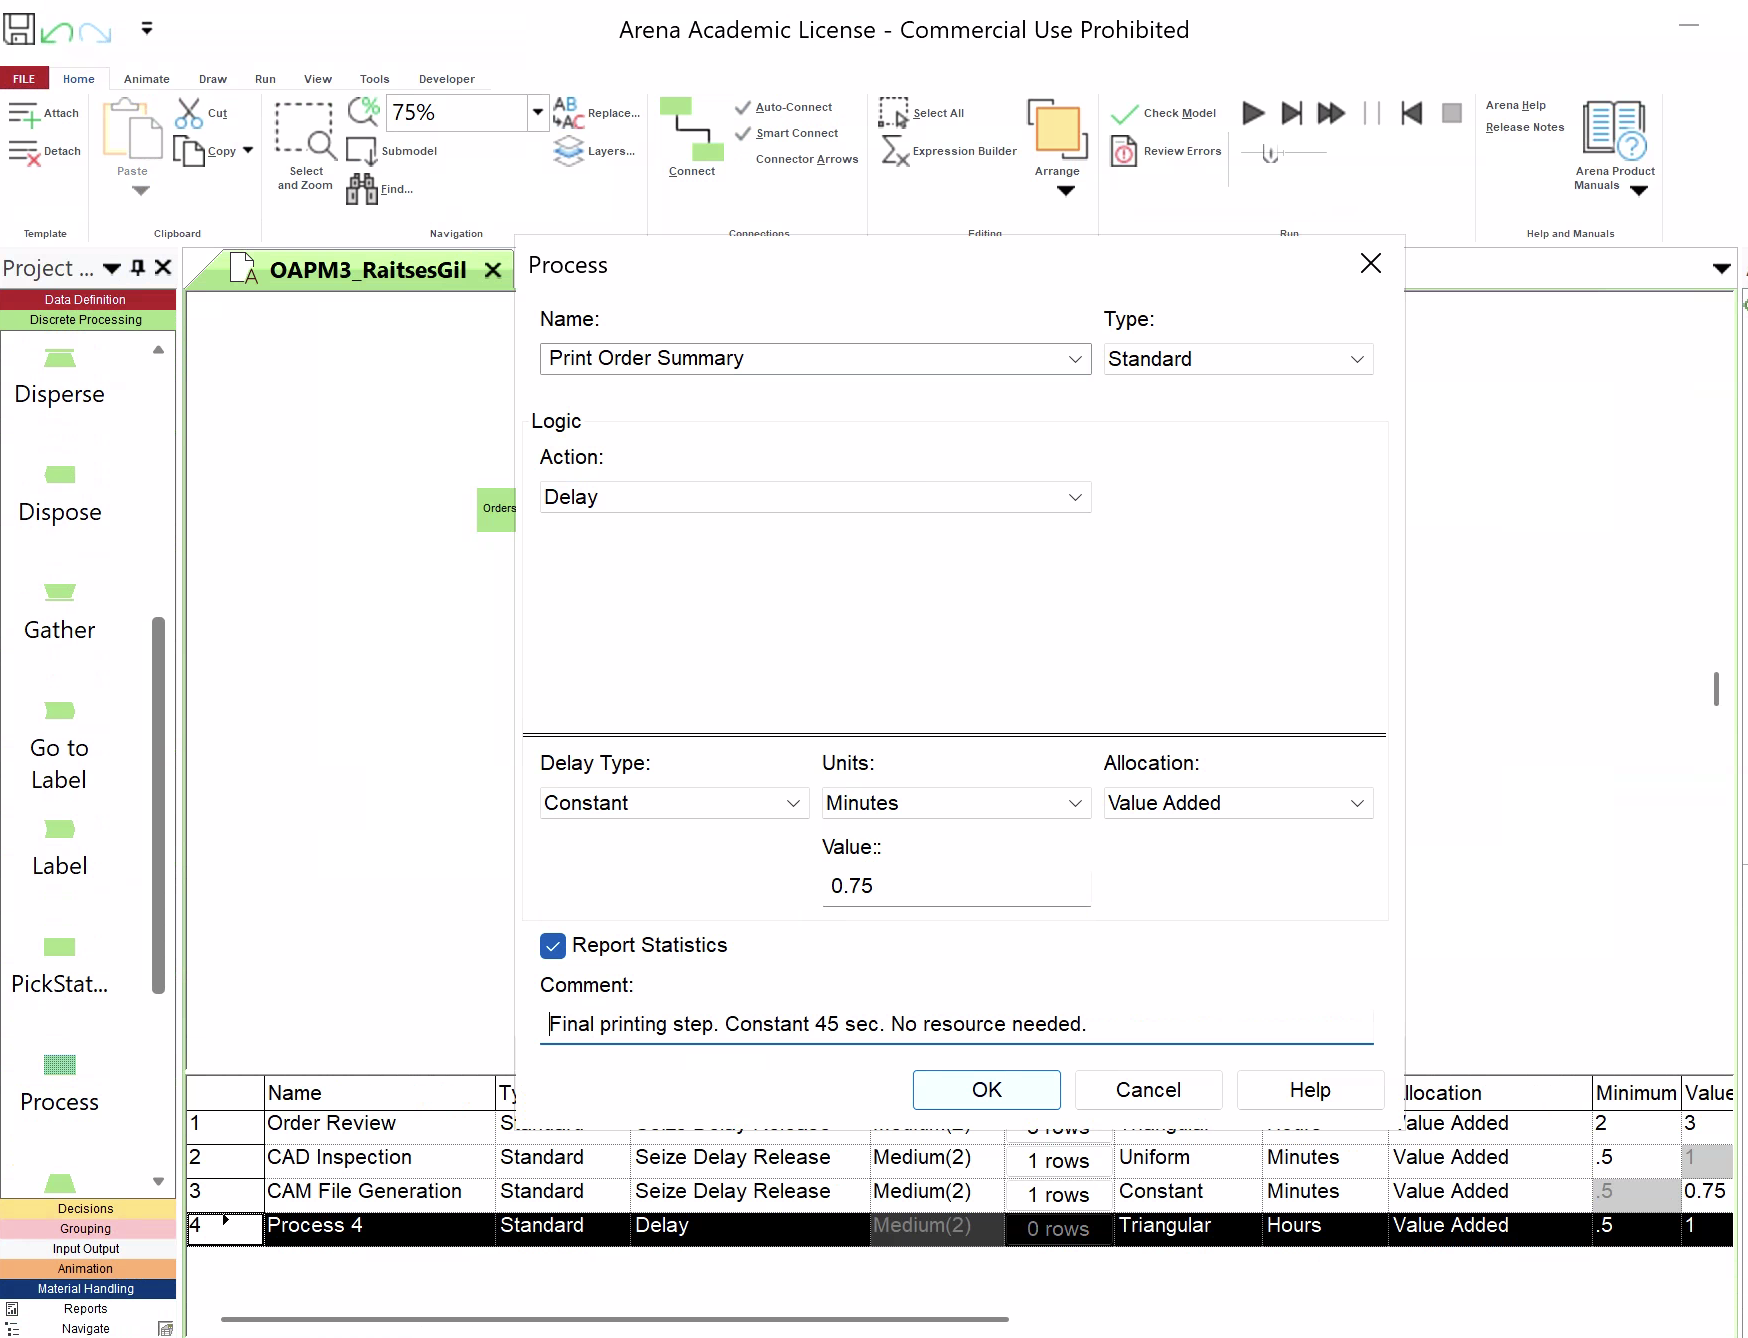 Arena Academic License - Commercial Use Prohibited
FILE Home Animate Draw Run View Tools Developer
Attach
Detach
Template
Paste
Cut
Copy
Clipboard
Select
and Zoom
75%
Submodel
Find...
Replace...
Layers...
Navigation
Connect
Auto-Connect
Smart Connect
Connector Arrows
Connections
Select All
Expression Builder
Arrange
Editing
Check Model
Review Errors
Run
Arena Help
Release Notes
Arena Product
Manuals
Help and Manuals
Project ...
Data Definition
Discrete Processing
Disperse
Dispose
Gather
Go to
Label
Label
PickStat...
Process
Decisions
Grouping
Input Output
Animation
Material Handling
Reports
Navigate
OAPM3_RaitsesGil
Orders
Process
Name: Type:
Print Order Summary Standard
Logic
Action:
Delay
Delay Type: Units: Allocation:
Constant Minutes Value Added
Value::
0.75
Report Statistics
Comment:
Final printing step. Constant 45 sec. No resource needed.
OK Cancel Help
Name Ty llocation Minimum Value
1 Order Review Standard Seize Delay Release Medium(2) 3 rows Triangular Hours Value Added 2 3
2 CAD Inspection Standard Seize Delay Release Medium(2) 1 rows Uniform Minutes Value Added .5 1
3 CAM File Generation Standard Seize Delay Release Medium(2) 1 rows Constant Minutes Value Added .5 0.75
4 Process 4 Standard Delay Medium(2) 0 rows Triangular Hours Value Added .5 1